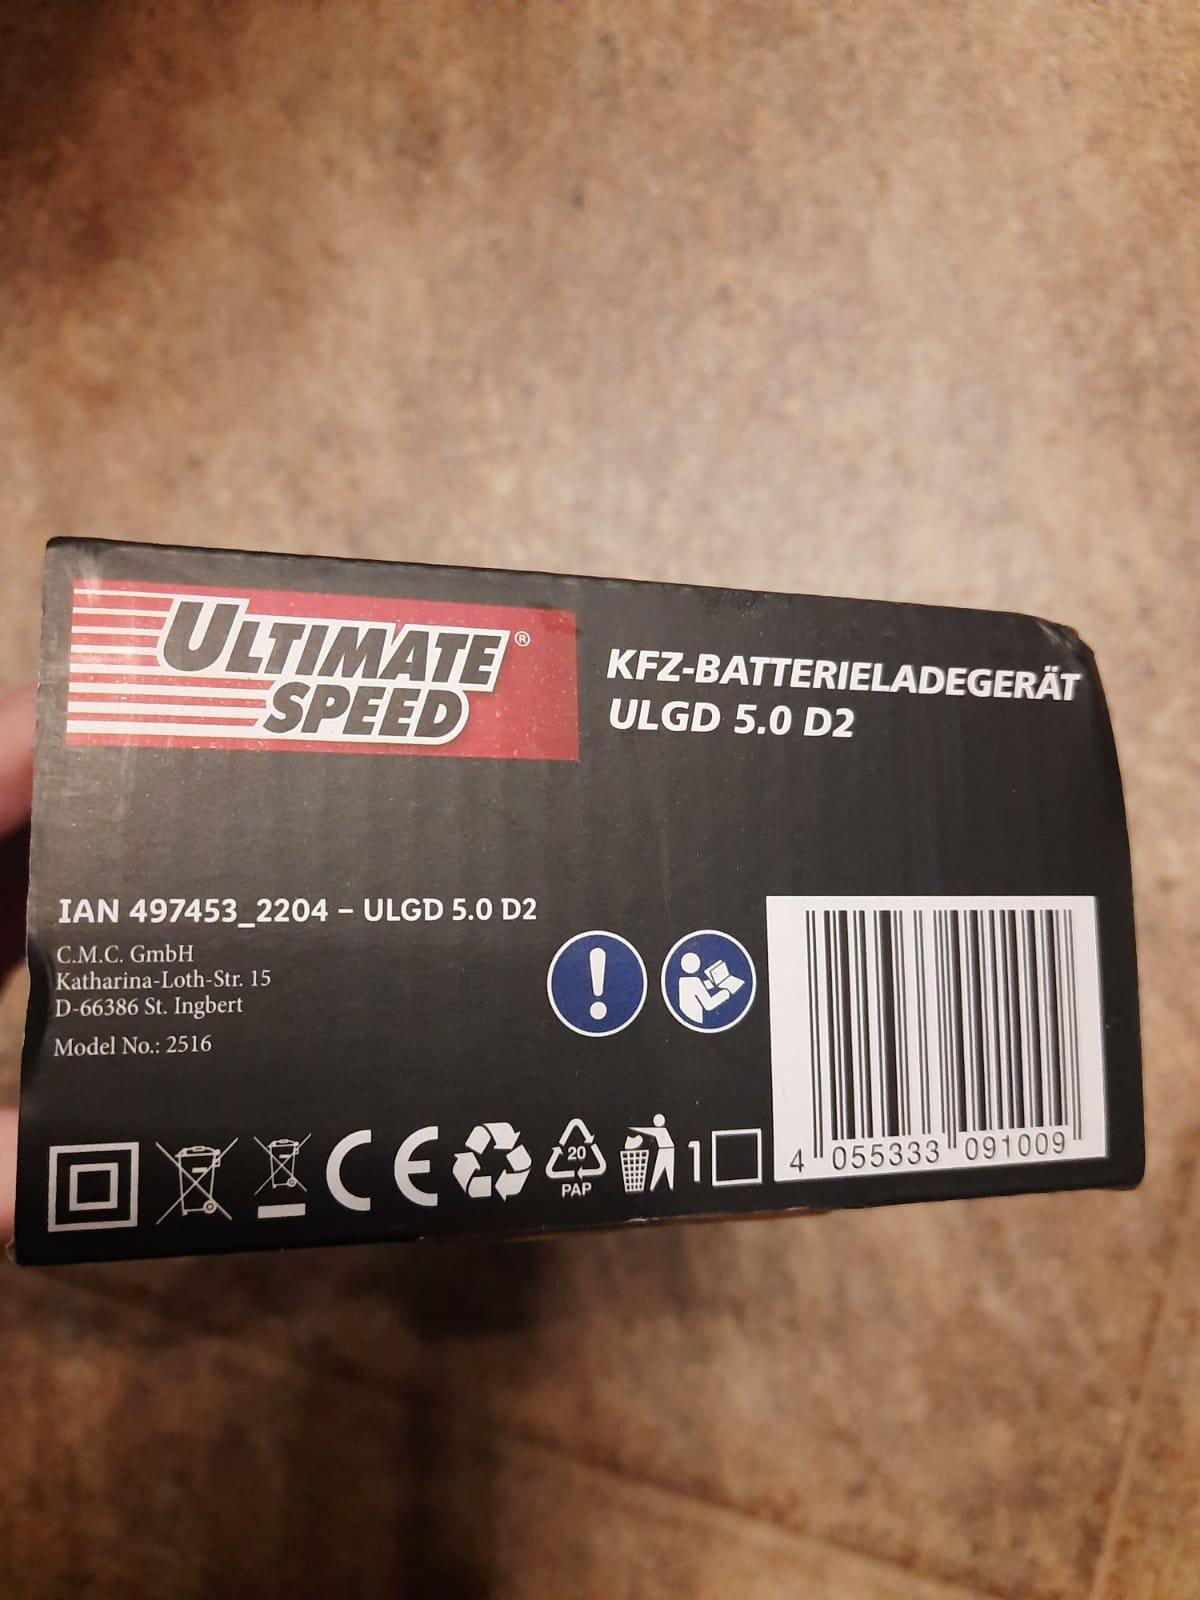 ULTIMATE ®
SPEED
KFZ-BATTERIELADEGERÄT
ULGD 5.0 D2
IAN 497453_2204 – ULGD 5.0 D2
C.M.C. GmbH
Katharina-Loth-Str. 15
D-66386 St. Ingbert
Model No.: 2516
CE
20
PAP
1
4 055333 091009